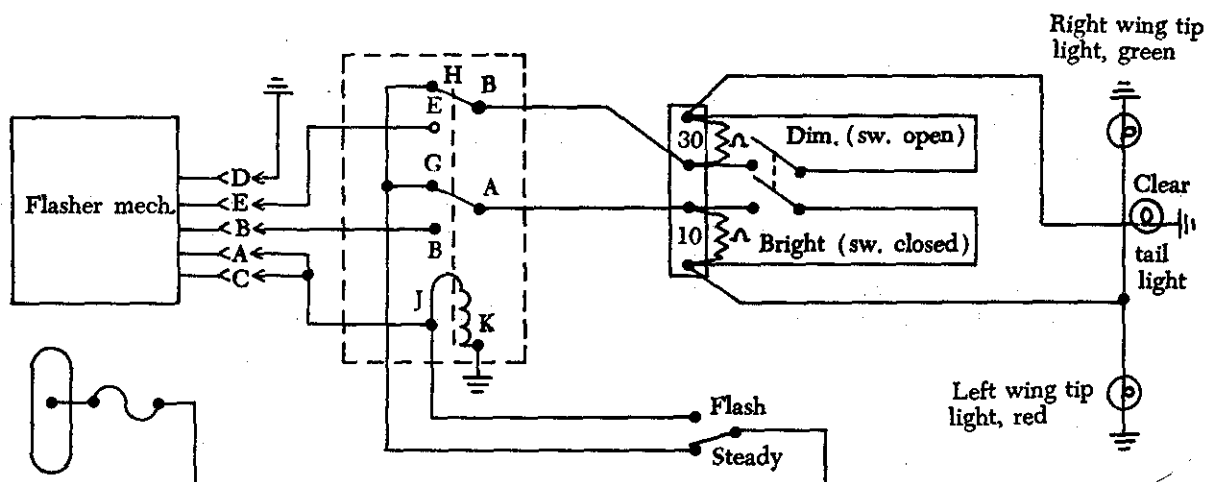 Right wing tip
light, green
H
B
E
30
Ω
Dim. (sw. open)
D
G
A
Clear
Flasher mech.
E
B
B
10
Ω
Bright (sw. closed)
tail
light
A
C
J
K
Left wing tip
light, red
Flash
Steady